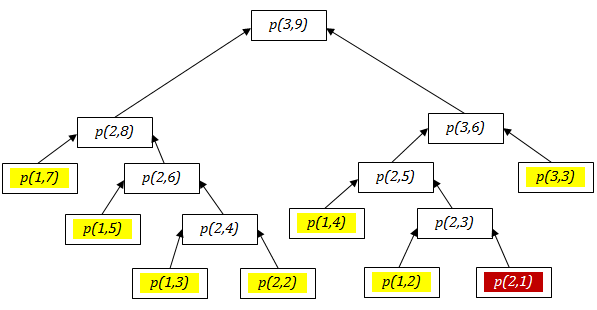 p(3,9)
p(2,8)
p(3,6)
p(1,7)
p(2,6)
p(2,5)
p(3,3)
p(1,5)
p(2,4)
p(1,4)
p(2,3)
p(1,3)
p(2,2)
p(1,2)
p(2,1)